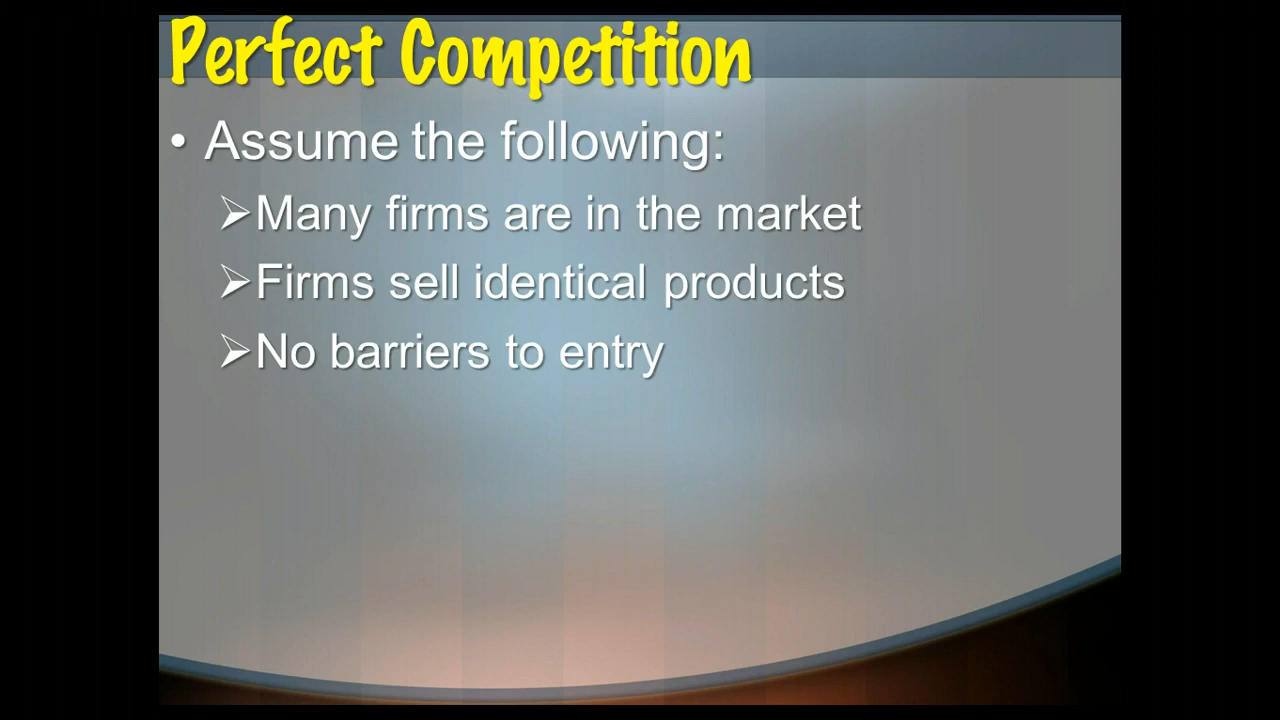 Perfect Competition
• Assume the following:
➢Many firms are in the market
➢Firms sell identical products
➢No barriers to entry